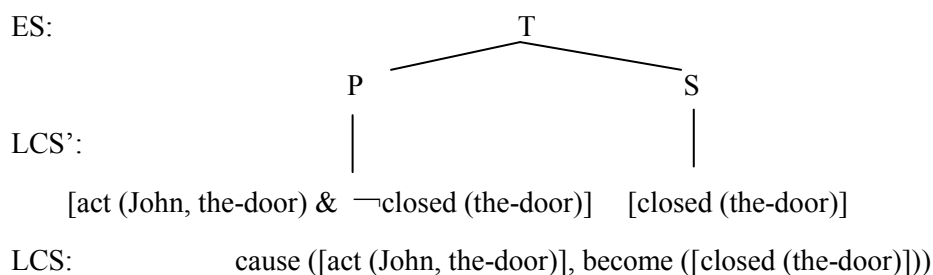 ES: T
P S
LCS’:
[act (John, the-door) & ¬closed (the-door)] [closed (the-door)]
LCS: cause ([act (John, the-door)], become ([closed (the-door)]))